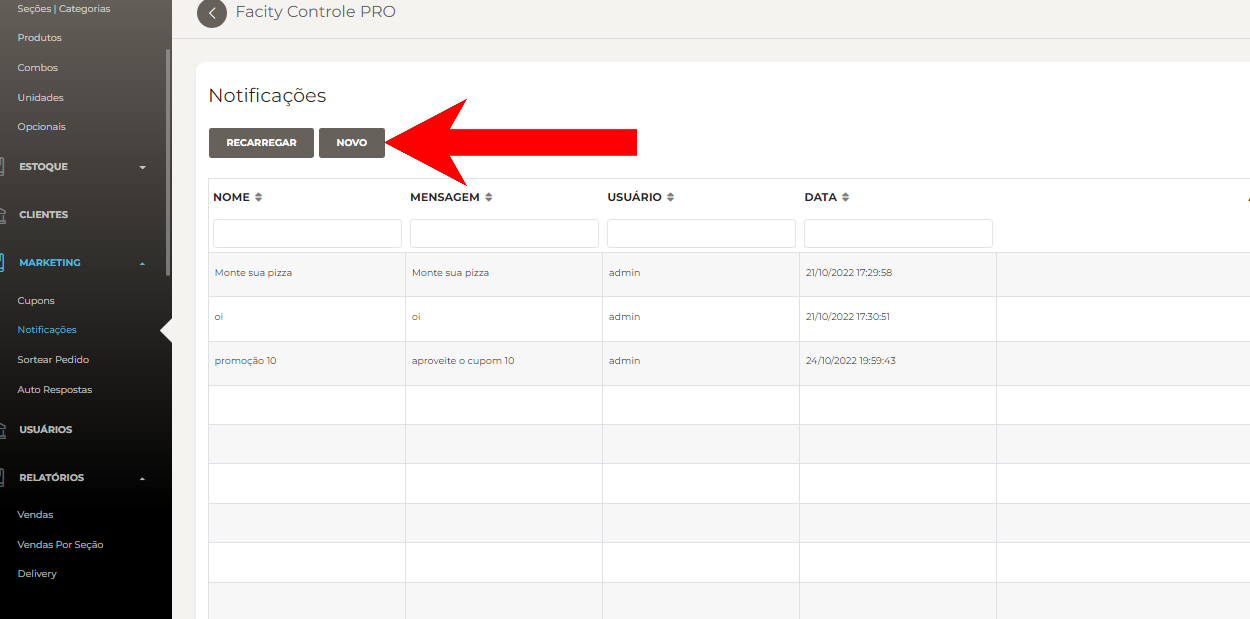 Seções | Categorias
Produtos
Combos
Unidades
Opcionais
ESTOQUE
CLIENTES
MARKETING
Cupons
Notificações
Sortear Pedido
Auto Respostas
USUÁRIOS
RELATÓRIOS
Vendas
Vendas Por Seção
Delivery
Facity Controle PRO
Notificações
RECARREGAR NOVO
NOME MENSAGEM USUÁRIO DATA
Monte sua pizza Monte sua pizza admin 21/10/2022 17:29:58
oi oi admin 21/10/2022 17:30:51
promoção 10 aproveite o cupom 10 admin 24/10/2022 19:59:43